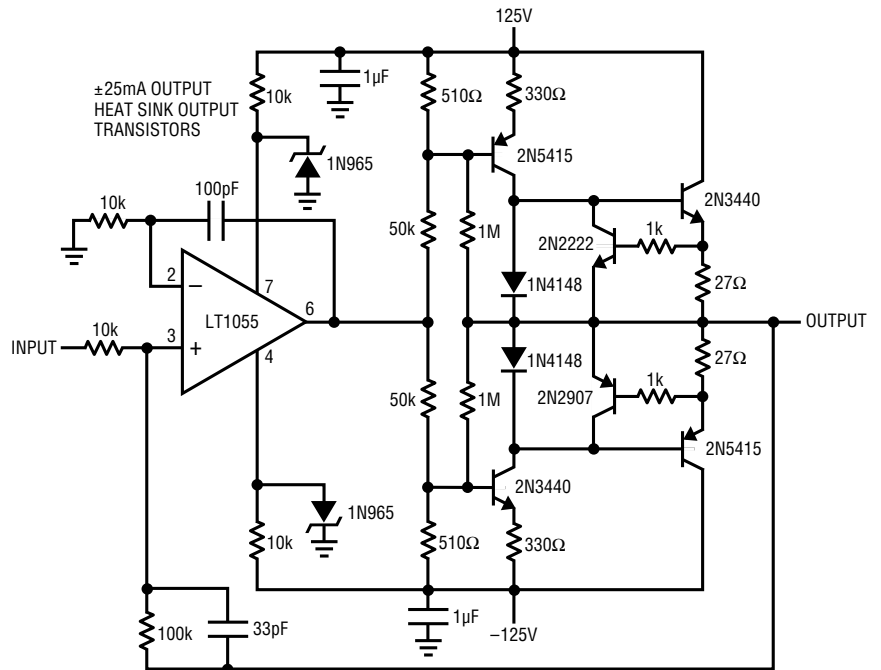 125V
1µF
±25mA OUTPUT
HEAT SINK OUTPUT
TRANSISTORS
10k
510Ω
330Ω
2N5415
1N965
100pF
10k
2N3440
50k
1M
2N2222
1k
2
–
7
1N4148
27Ω
LT1055
6
OUTPUT
INPUT
10k
3
+
4
1N4148
27Ω
50k
1M
2N2907
1k
2N5415
2N3440
1N965
10k
510Ω
330Ω
1µF
–125V
100k
33pF